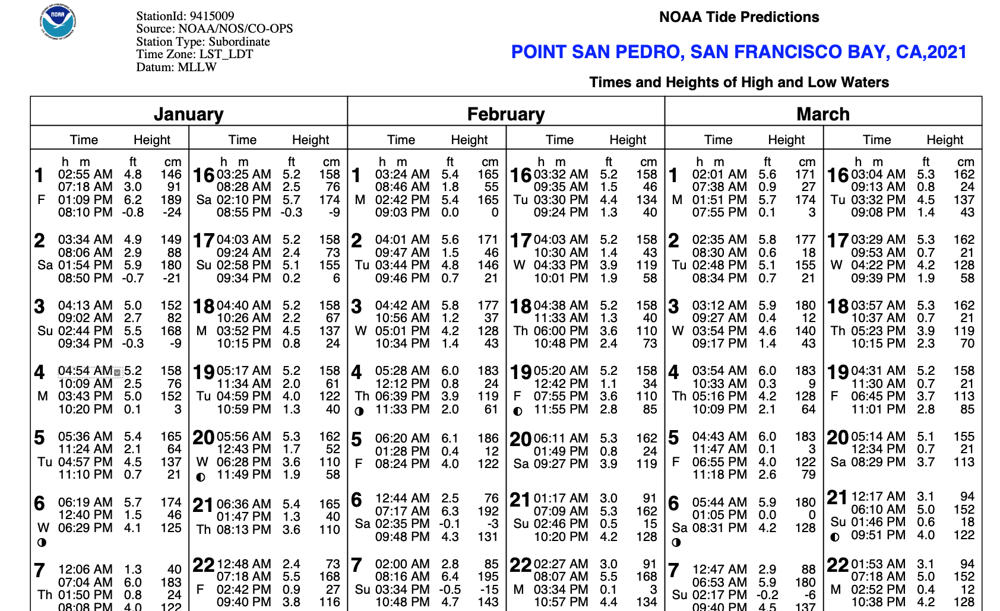 NOAA
StationId: 9415009
Source: NOAA/NOS/CO-OPS
Station Type: Subordinate
Time Zone: LST_LDT
Datum: MLLW
NOAA Tide Predictions
POINT SAN PEDRO, SAN FRANCISCO BAY, CA,2021
Times and Heights of High and Low Waters
January
Time Height
h m ft cm
1 02:55 AM 4.8 146
07:18 AM 3.0 91
F 01:09 PM 6.2 189
08:10 PM -0.8 -24
2 03:34 AM 4.9 149
08:06 AM 2.9 88
Sa 01:54 PM 5.9 180
08:50 PM -0.7 -21
3 04:13 AM 5.0 152
09:02 AM 2.7 82
Su 02:44 PM 5.5 168
09:34 PM -0.3 -9
4 04:54 AM 5.2 158
10:09 AM 2.5 76
M 03:43 PM 5.0 152
10:20 PM 0.1 3
5 05:36 AM 5.4 165
11:24 AM 2.1 64
Tu 04:57 PM 4.5 137
11:10 PM 0.7 21
6 06:19 AM 5.7 174
12:40 PM 1.5 46
W 06:29 PM 4.1 125
7 12:06 AM 1.3 40
07:04 AM 6.0 183
Th 01:50 PM 0.8 24
08:08 PM 4.0 122
Time Height
h m ft cm
16 03:25 AM 5.2 158
08:28 AM 2.5 76
Sa 02:10 PM 5.7 174
08:55 PM -0.3 -9
17 04:03 AM 5.2 158
09:24 AM 2.4 73
Su 02:58 PM 5.1 155
09:34 PM 0.2 6
18 04:40 AM 5.2 158
10:26 AM 2.2 67
M 03:52 PM 4.5 137
10:15 PM 0.8 24
19 05:17 AM 5.2 158
11:34 AM 2.0 61
Tu 04:59 PM 4.0 122
10:59 PM 1.3 40
20 05:56 AM 5.3 162
12:43 PM 1.7 52
W 06:28 PM 3.6 110
11:49 PM 1.9 58
21 06:36 AM 5.4 165
01:47 PM 1.3 40
Th 08:13 PM 3.6 110
22 12:48 AM 2.4 73
07:18 AM 5.5 168
F 02:42 PM 0.9 27
09:40 PM 3.8 116
February
Time Height
h m ft cm
1 03:24 AM 5.4 165
08:46 AM 1.8 55
M 02:42 PM 5.4 165
09:03 PM 0.0 0
2 04:01 AM 5.6 171
09:47 AM 1.5 46
Tu 03:44 PM 4.8 146
09:46 PM 0.7 21
3 04:42 AM 5.8 177
10:56 AM 1.2 37
W 05:01 PM 4.2 128
10:34 PM 1.4 43
4 05:28 AM 6.0 183
12:12 PM 0.8 24
Th 06:39 PM 3.9 119
11:33 PM 2.0 61
5 06:20 AM 6.1 186
01:28 PM 0.4 12
F 08:24 PM 4.0 122
6 12:44 AM 2.5 76
07:17 AM 6.3 192
Sa 02:35 PM -0.1 -3
09:48 PM 4.3 131
7 02:00 AM 2.8 85
08:16 AM 6.4 195
Su 03:34 PM -0.5 -15
10:48 PM 4.7 143
Time Height
h m ft cm
16 03:32 AM 5.2 158
09:35 AM 1.5 46
Tu 03:30 PM 4.4 134
09:24 PM 1.3 40
17 04:03 AM 5.2 158
10:30 AM 1.4 43
W 04:33 PM 3.9 119
10:01 PM 1.9 58
18 04:38 AM 5.2 158
11:33 AM 1.3 40
Th 06:00 PM 3.6 110
10:48 PM 2.4 73
19 05:20 AM 5.2 158
12:42 PM 1.1 34
F 07:55 PM 3.6 110
11:55 PM 2.8 85
20 06:11 AM 5.3 162
01:49 PM 0.8 24
Sa 09:27 PM 3.9 119
21 01:17 AM 3.0 91
07:09 AM 5.3 162
Su 02:46 PM 0.5 15
10:20 PM 4.2 128
22 02:27 AM 3.0 91
08:07 AM 5.5 168
M 03:34 PM 0.1 3
10:57 PM 4.4 134
March
Time Height
h m ft cm
1 02:01 AM 5.6 171
07:38 AM 0.9 27
M 01:51 PM 5.7 174
07:55 PM 0.1 3
2 02:35 AM 5.8 177
08:30 AM 0.6 18
Tu 02:48 PM 5.1 155
08:34 PM 0.7 21
3 03:12 AM 5.9 180
09:27 AM 0.4 12
W 03:54 PM 4.6 140
09:17 PM 1.4 43
4 03:54 AM 6.0 183
10:33 AM 0.3 9
Th 05:16 PM 4.2 128
10:09 PM 2.1 64
5 04:43 AM 6.0 183
11:47 AM 0.1 3
F 06:55 PM 4.0 122
11:18 PM 2.6 79
6 05:44 AM 5.9 180
01:05 PM 0.0 0
Sa 08:31 PM 4.2 128
7 12:47 AM 2.9 88
06:53 AM 5.9 180
Su 02:17 PM -0.2 -6
09:40 PM 4.5 137
Time Height
h m ft cm
16 03:04 AM 5.3 162
09:13 AM 0.8 24
Tu 03:32 PM 4.5 137
09:08 PM 1.4 43
17 03:29 AM 5.3 162
09:53 AM 0.7 21
W 04:22 PM 4.2 128
09:39 PM 1.9 58
18 03:57 AM 5.3 162
10:37 AM 0.7 21
Th 05:23 PM 3.9 119
10:15 PM 2.3 70
19 04:31 AM 5.2 158
11:30 AM 0.7 21
F 06:45 PM 3.7 113
11:01 PM 2.8 85
20 05:14 AM 5.1 155
12:34 PM 0.7 21
Sa 08:29 PM 3.7 113
21 12:17 AM 3.1 94
06:10 AM 5.0 152
Su 01:46 PM 0.6 18
09:51 PM 4.0 122
22 01:53 AM 3.1 94
07:18 AM 5.0 152
M 02:52 PM 0.4 12
10:38 PM 4.2 128